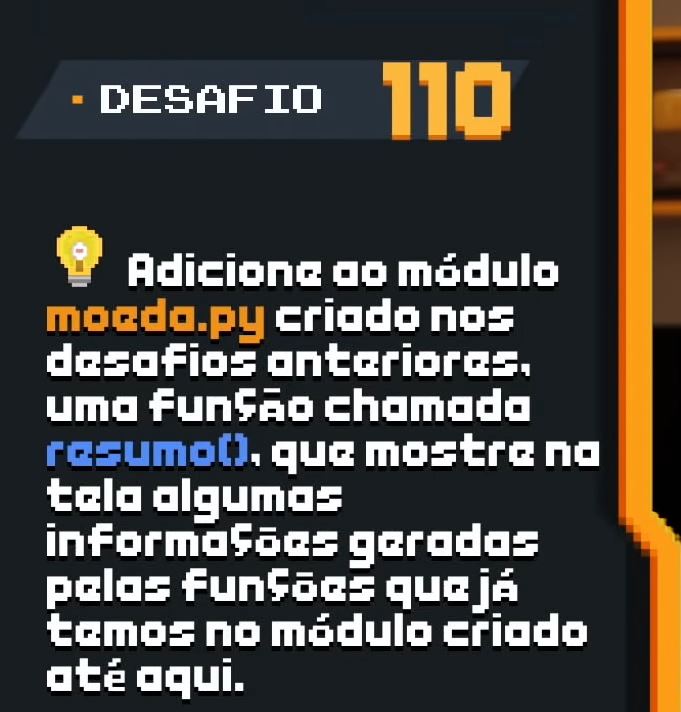 DESAFIO 110
Adicione ao módulo
moeda.py criado nos
desafios anteriores,
uma função chamada
resumo(), que mostre na
tela algumas
informações geradas
pelas funções que já
temos no módulo criado
até aqui.